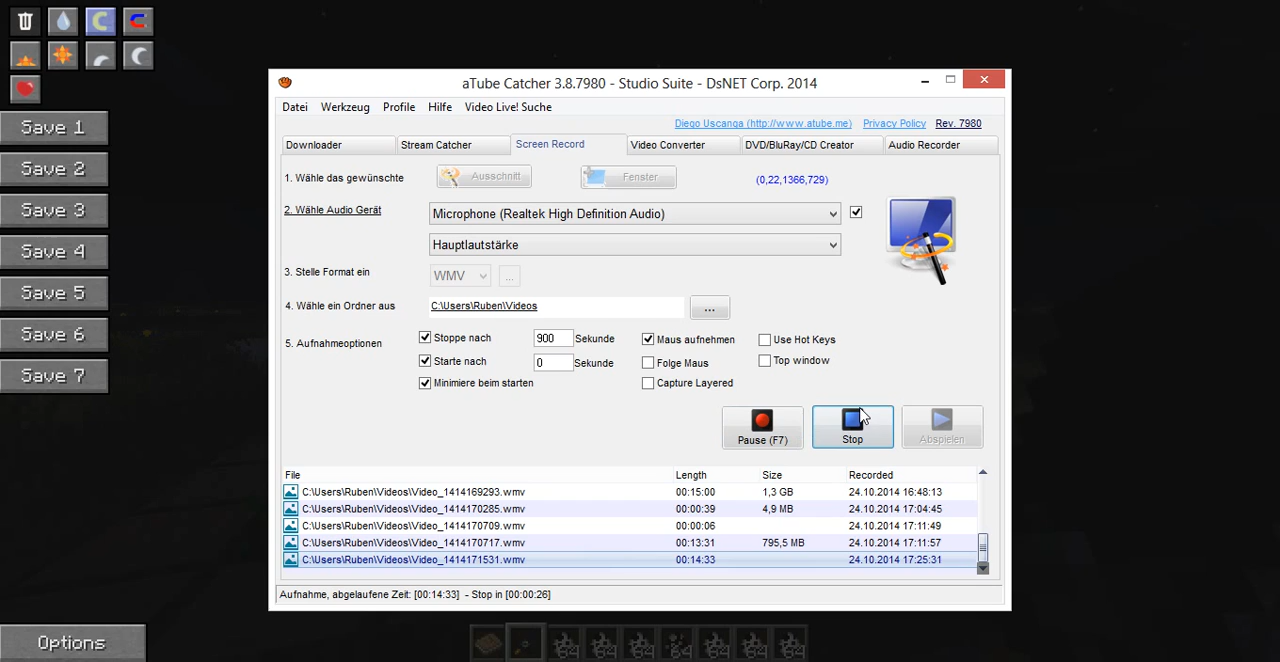 Save 1
Save 2
Save 3
Save 4
Save 5
Save 6
Save 7
Options
aTube Catcher 3.8.7980 - Studio Suite - DsNET Corp. 2014
Datei Werkzeug Profile Hilfe Video Live! Suche
Diego Uscanga (http://www.atube.me) Privacy Policy Rev. 7980
Downloader Stream Catcher Screen Record Video Converter DVD/BluRay/CD Creator Audio Recorder
1. Wähle das gewünschte Ausschnitt Fenster (0,22,1366,729)
2. Wähle Audio Gerät Microphone (Realtek High Definition Audio)
Hauptlautstärke
3. Stelle Format ein WMV ...
4. Wähle ein Ordner aus C:\Users\Ruben\Videos ...
5. Aufnahmeoptionen
Stoppe nach 900 Sekunde Maus aufnehmen Use Hot Keys
Starte nach 0 Sekunde Folge Maus Top window
Minimiere beim starten Capture Layered
Pause (F7) Stop Abspielen
File Length Size Recorded
C:\Users\Ruben\Videos\Video_1414169293.wmv 00:15:00 1,3 GB 24.10.2014 16:48:13
C:\Users\Ruben\Videos\Video_1414170285.wmv 00:00:39 4,9 MB 24.10.2014 17:04:45
C:\Users\Ruben\Videos\Video_1414170709.wmv 00:00:06 24.10.2014 17:11:49
C:\Users\Ruben\Videos\Video_1414170717.wmv 00:13:31 795,5 MB 24.10.2014 17:11:57
C:\Users\Ruben\Videos\Video_1414171531.wmv 00:14:33 24.10.2014 17:25:31
Aufnahme, abgelaufene Zeit: [00:14:33] - Stop in [00:00:26]
64 64 64 64 64 64 64